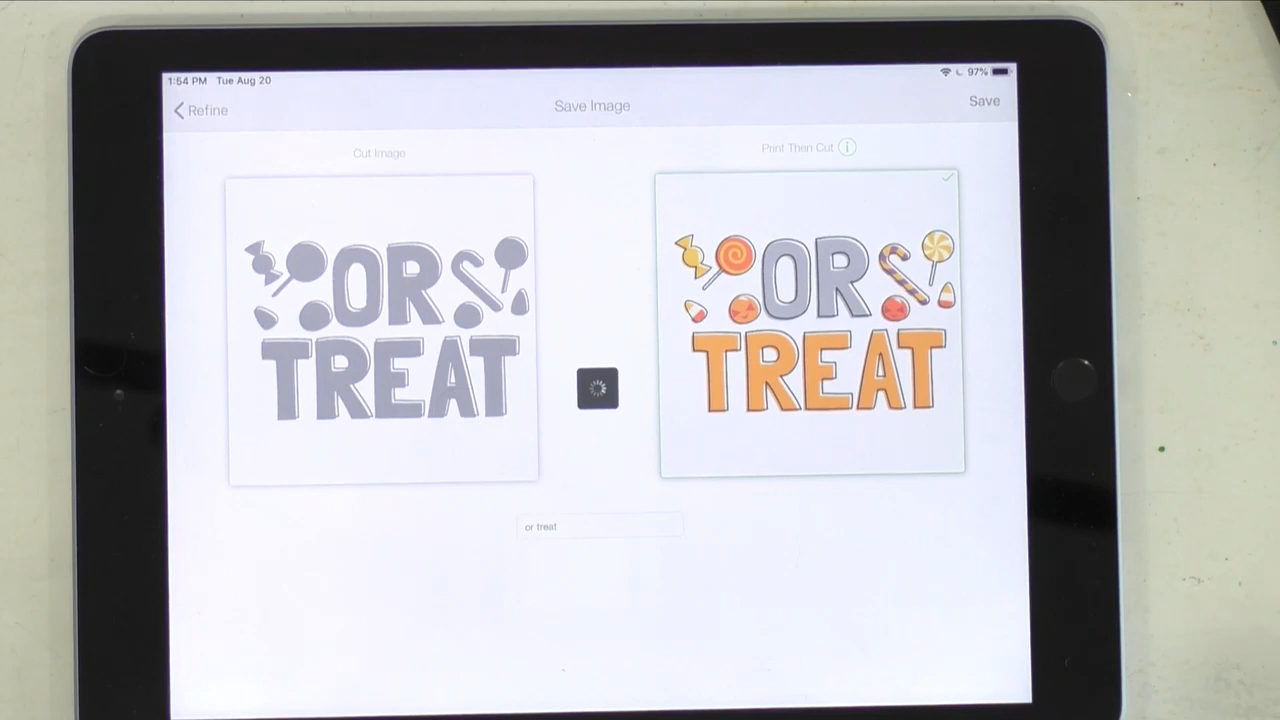 1:54 PM Tue Aug 20
97%
Refine
Save Image
Save
Cut Image
Print Then Cut
OR
TREAT
OR
TREAT
or treat